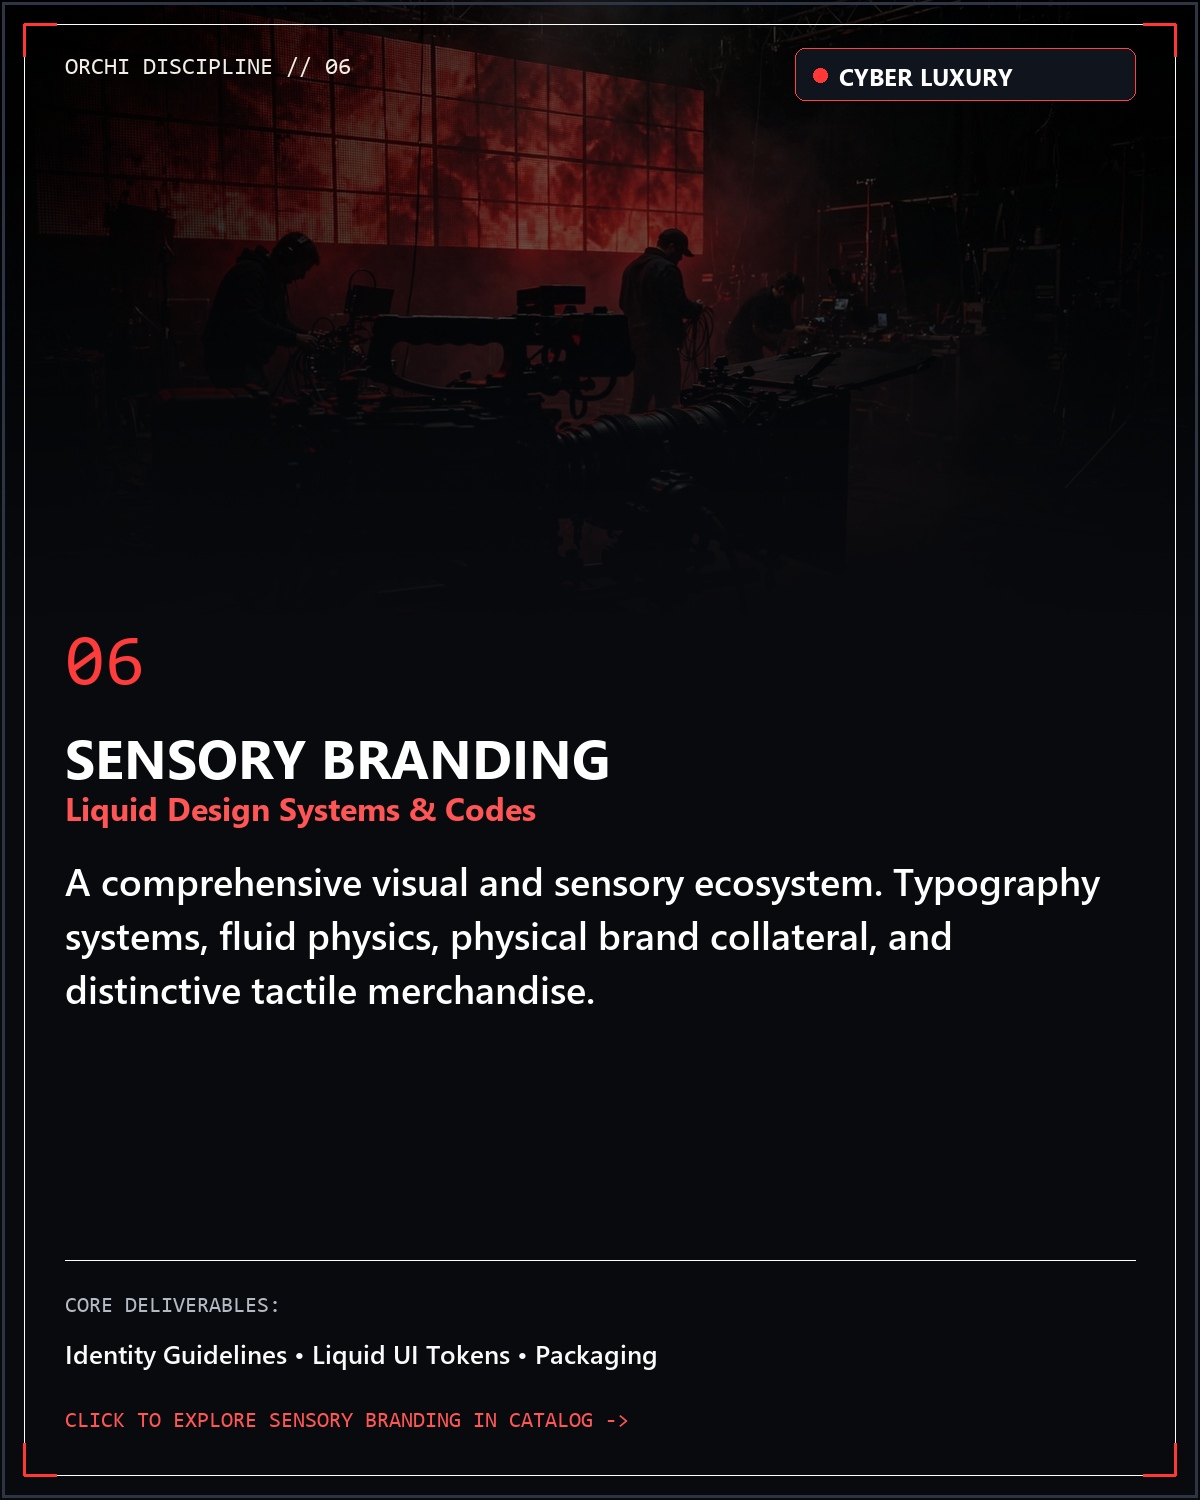 ORCHI DISCIPLINE // 06
CYBER LUXURY
06
SENSORY BRANDING
Liquid Design Systems & Codes
A comprehensive visual and sensory ecosystem. Typography
systems, fluid physics, physical brand collateral, and
distinctive tactile merchandise.
CORE DELIVERABLES:
Identity Guidelines • Liquid UI Tokens • Packaging
CLICK TO EXPLORE SENSORY BRANDING IN CATALOG ->